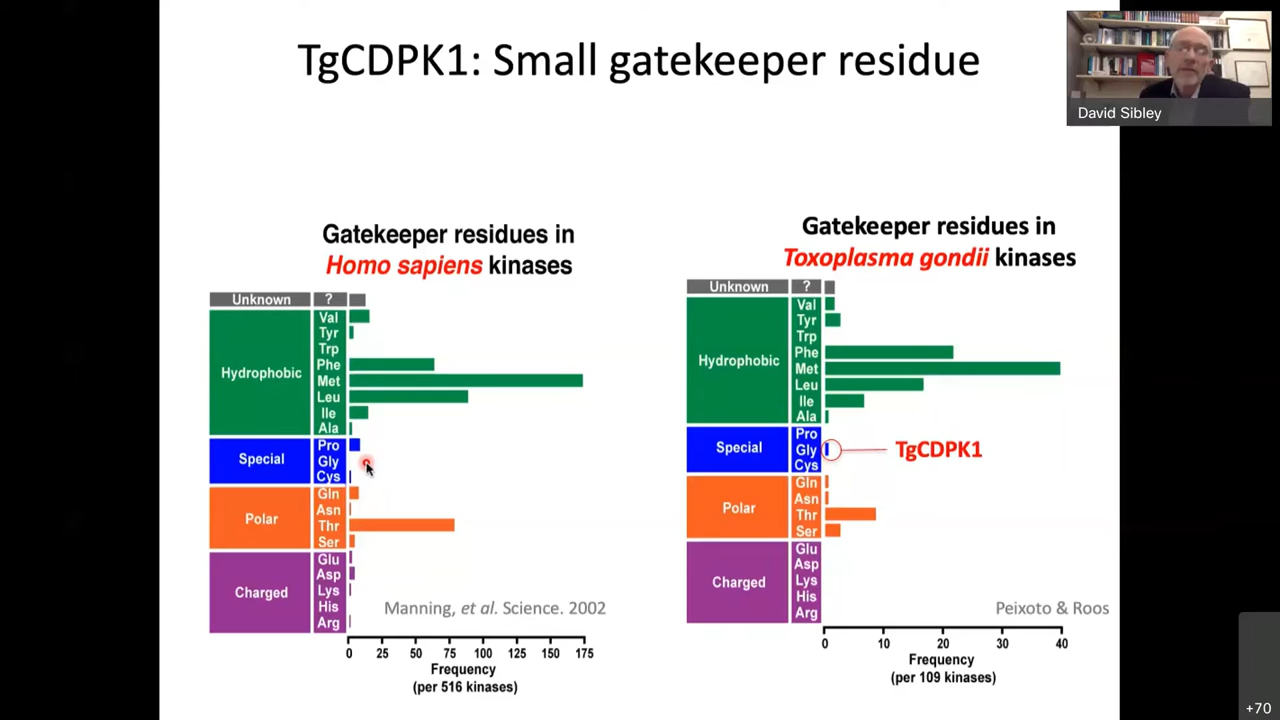 TgCDPK1: Small gatekeeper residue
David Sibley
Gatekeeper residues in
Homo sapiens kinases
Unknown ?
Hydrophobic
Val
Tyr
Trp
Phe
Met
Leu
Ile
Ala
Special
Pro
Gly
Cys
Polar
Gln
Asn
Thr
Ser
Charged
Glu
Asp
Lys
His
Arg
Manning, et al. Science. 2002
0 25 50 75 100 125 150 175
Frequency
(per 516 kinases)
Gatekeeper residues in
Toxoplasma gondii kinases
Unknown ?
Hydrophobic
Val
Tyr
Trp
Phe
Met
Leu
Ile
Ala
Special
Pro
Gly
Cys
TgCDPK1
Polar
Gln
Asn
Thr
Ser
Charged
Glu
Asp
Lys
His
Arg
Peixoto & Roos
0 10 20 30 40
Frequency
(per 109 kinases)
+70